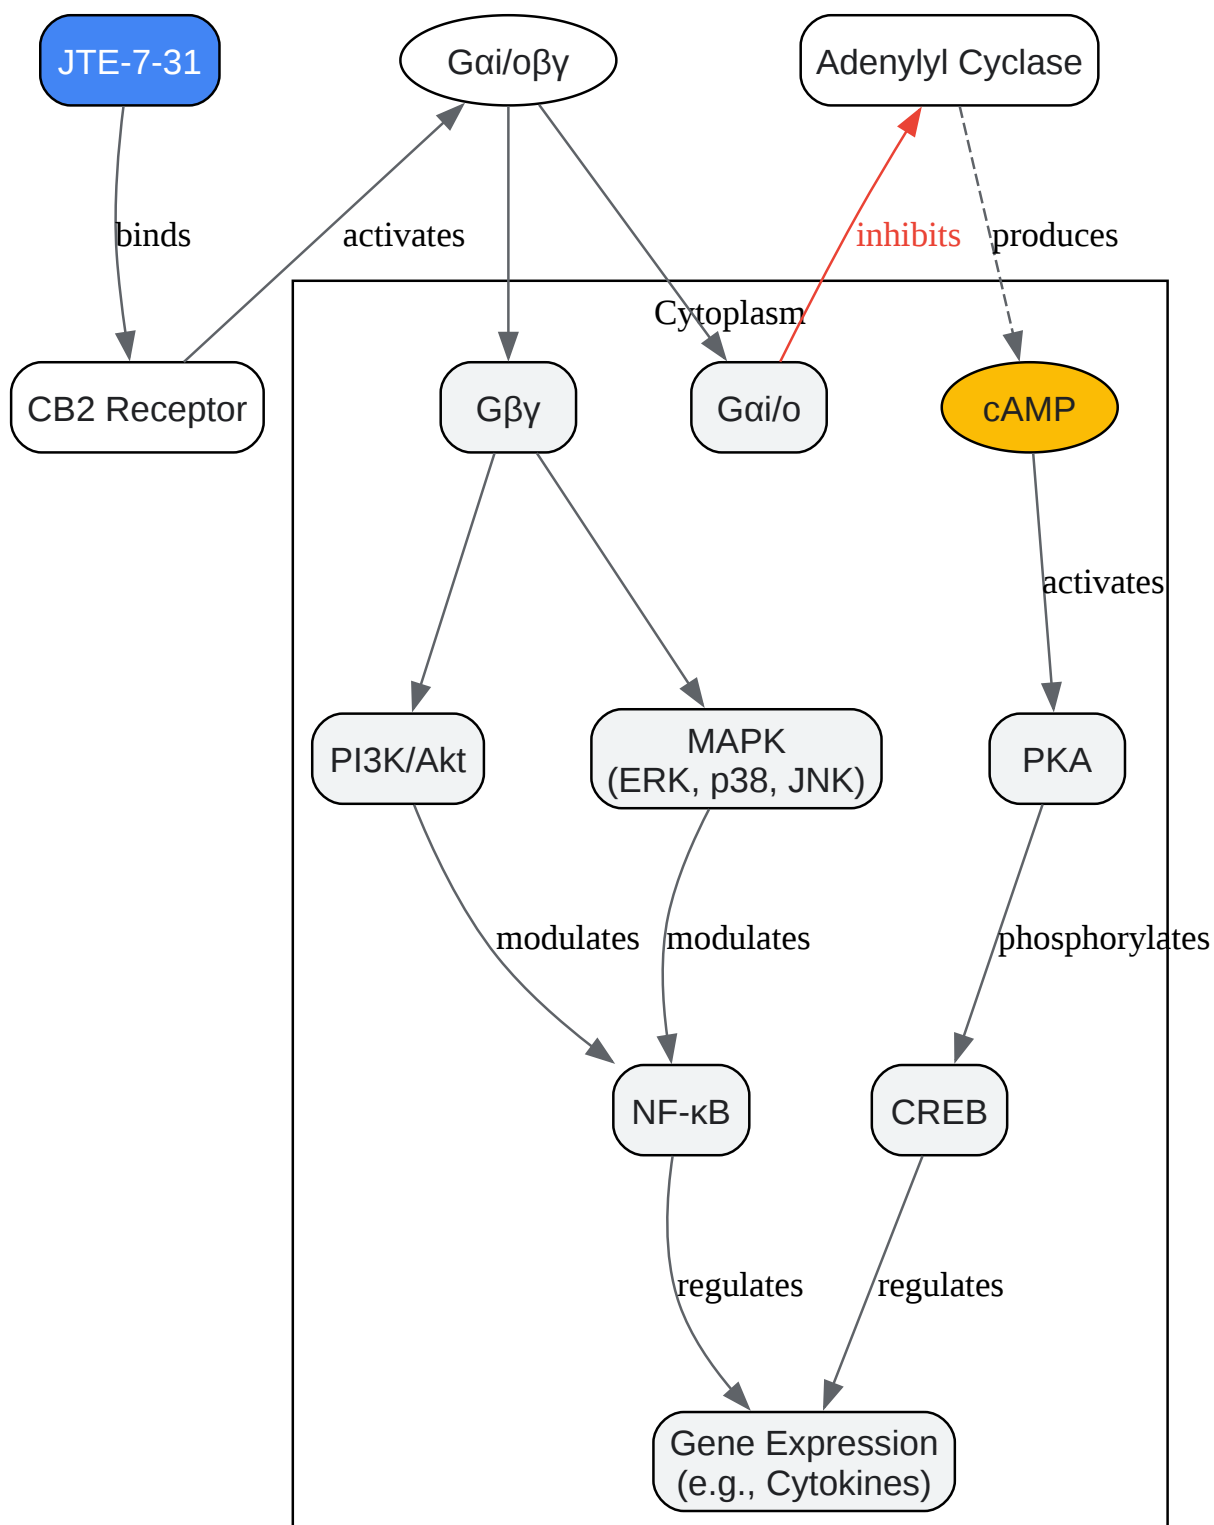 JTE-7-31
Gαi/oβγ
Adenylyl Cyclase
binds
activates
inhibits
produces
Cytoplasm
CB2 Receptor
Gβγ
Gαi/o
cAMP
activates
PI3K/Akt
MAPK
(ERK, p38, JNK)
PKA
modulates
modulates
phosphorylates
NF-κB
CREB
regulates
regulates
Gene Expression
(e.g., Cytokines)